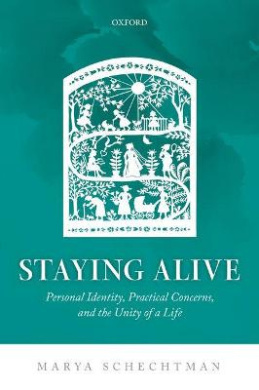 OXFORD
STAYING ALIVE
Personal Identity, Practical Concerns,
and the Unity of a Life
MARYA SCHECHTMAN